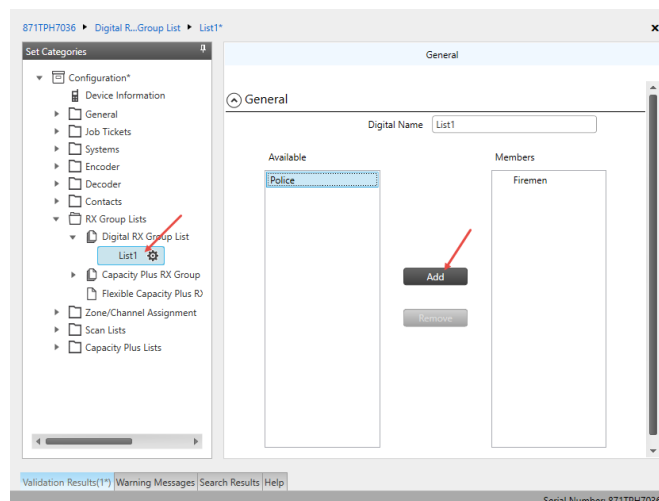 871TPH7036 Digital R...Group List List1*
Set Categories
Configuration*
Device Information
General
Job Tickets
Systems
Encoder
Decoder
Contacts
RX Group Lists
Digital RX Group List
List1
Capacity Plus RX Group
Flexible Capacity Plus R
Zone/Channel Assignment
Scan Lists
Capacity Plus Lists
General
General
Digital Name List1
Available Members
Police Firemen
Add
Remove
Validation Results(1*) Warning Messages Search Results Help
Serial Number: 871TPH7036